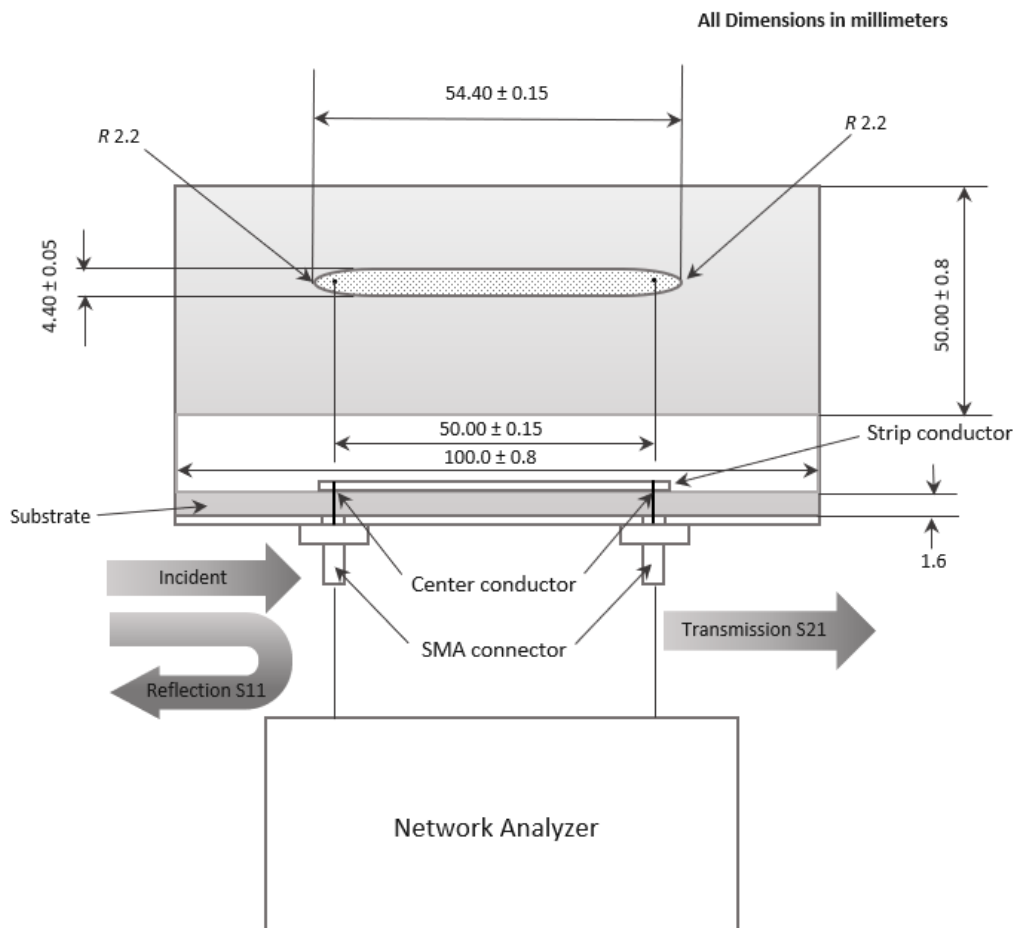 All Dimensions in millimeters
54.40 ± 0.15
R 2.2
R 2.2
4.40 ± 0.05
50.00 ± 0.8
50.00 ± 0.15
Strip conductor
100.0 ± 0.8
Substrate
1.6
Incident
Center conductor
Transmission S21
SMA connector
Reflection S11
Network Analyzer